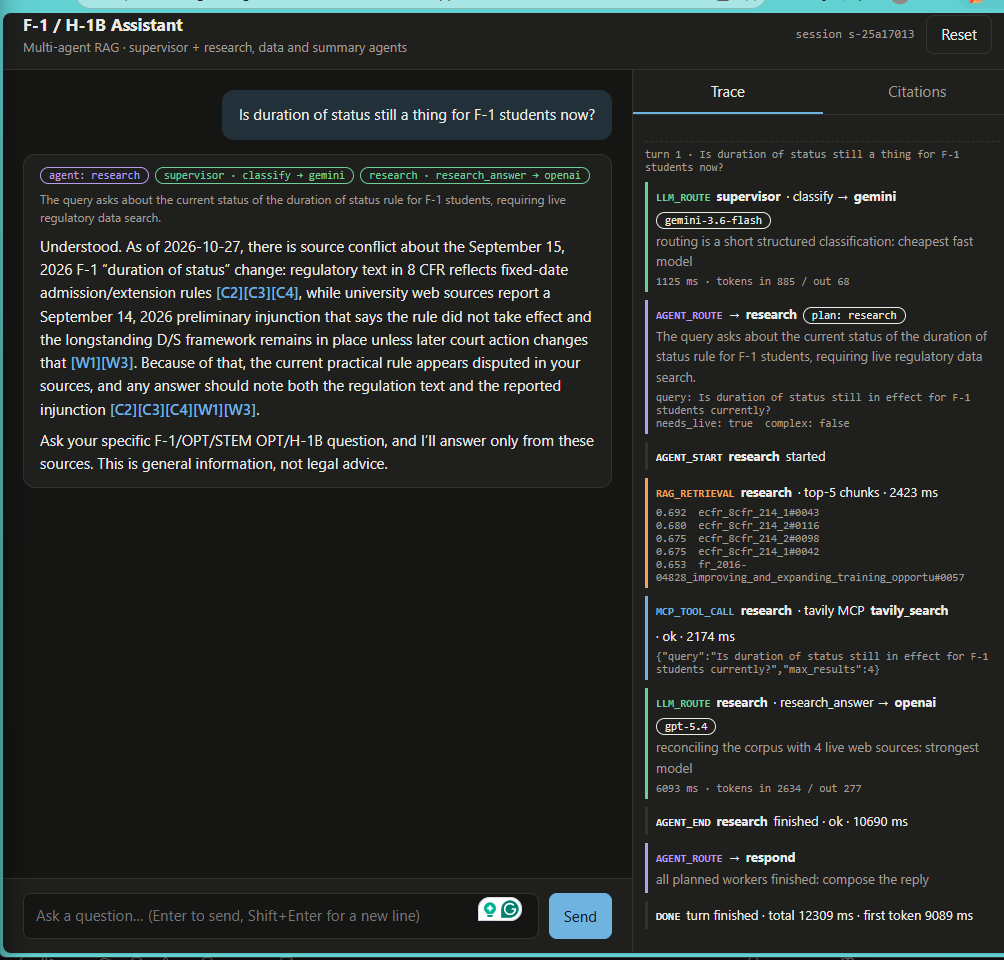 F-1 / H-1B Assistant
Multi-agent RAG · supervisor + research, data and summary agents
session s-25a17013
Reset
Is duration of status still a thing for F-1 students now?
agent: research
supervisor · classify → gemini
research · research_answer → openai
The query asks about the current status of the duration of status rule for F-1 students, requiring live
regulatory data search.
Understood. As of 2026-10-27, there is source conflict about the September 15,
2026 F-1 “duration of status” change: regulatory text in 8 CFR reflects fixed-date
admission/extension rules [C2][C3][C4], while university web sources report a
September 14, 2026 preliminary injunction that says the rule did not take effect and
the longstanding D/S framework remains in place unless later court action changes
that [W1][W3]. Because of that, the current practical rule appears disputed in your
sources, and any answer should note both the regulation text and the reported
injunction [C2][C3][C4][W1][W3].
Ask your specific F-1/OPT/STEM OPT/H-1B question, and I’ll answer only from these
sources. This is general information, not legal advice.
Ask a question... (Enter to send, Shift+Enter for a new line)
Send
Trace
Citations
turn 1 · Is duration of status still a thing for F-1
students now?
LLM_ROUTE supervisor · classify → gemini
gemini-3.6-flash
routing is a short structured classification: cheapest fast
model
1125 ms · tokens in 885 / out 68
AGENT_ROUTE → research plan: research
The query asks about the current status of the duration of
status rule for F-1 students, requiring live regulatory data
search.
query: Is duration of status still in effect for F-1
students currently?
needs_live: true complex: false
AGENT_START research started
RAG_RETRIEVAL research · top-5 chunks · 2423 ms
0.692 ecfr_8cfr_214_1#0043
0.680 ecfr_8cfr_214_2#0116
0.675 ecfr_8cfr_214_2#0098
0.675 ecfr_8cfr_214_1#0042
0.653 fr_2016-
04828_improving_and_expanding_training_opportu#0057
MCP_TOOL_CALL research · tavily MCP tavily_search
· ok · 2174 ms
{"query":"Is duration of status still in effect for F-1
students currently?","max_results":4}
LLM_ROUTE research · research_answer → openai
gpt-5.4
reconciling the corpus with 4 live web sources: strongest
model
6093 ms · tokens in 2634 / out 277
AGENT_END research finished · ok · 10690 ms
AGENT_ROUTE → respond
all planned workers finished: compose the reply
DONE turn finished · total 12309 ms · first token 9089 ms